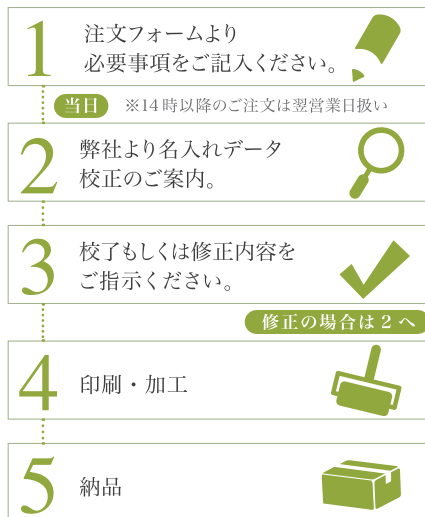 1
注文フォームより
必要事項をご記入ください。
当日 ※14時以降のご注文は翌営業日扱い
2
弊社より名入れデータ
校正のご案内。
3
校了もしくは修正内容を
ご指示ください。
修正の場合は 2 へ
4
印刷・加工
5
納品